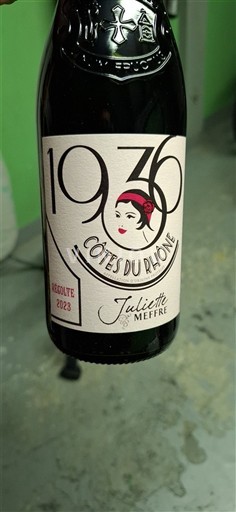 1936
CÔTES DU RHÔNE
RÉCOLTE
2023
Juliette
MEFFRE